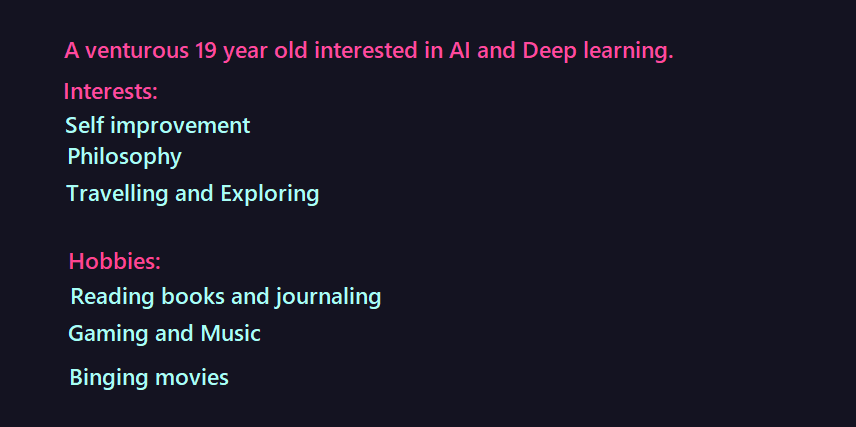 A venturous 19 year old interested in AI and Deep learning.
Interests:
Self improvement
Philosophy
Travelling and Exploring
Hobbies:
Reading books and journaling
Gaming and Music
Binging movies